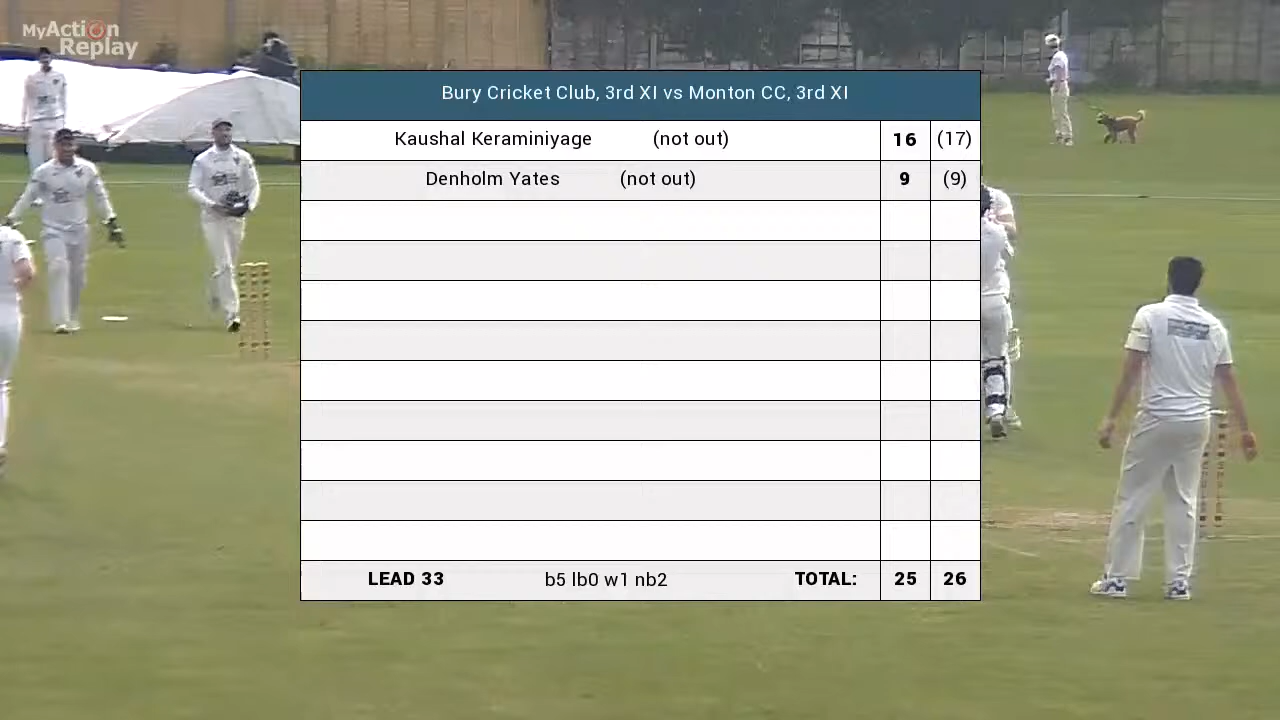 MyAction
Replay
Bury Cricket Club, 3rd XI vs Monton CC, 3rd XI
Kaushal Keraminiyage (not out) 16 (17)
Denholm Yates (not out) 9 (9)
LEAD 33 b5 lb0 w1 nb2 TOTAL: 25 26